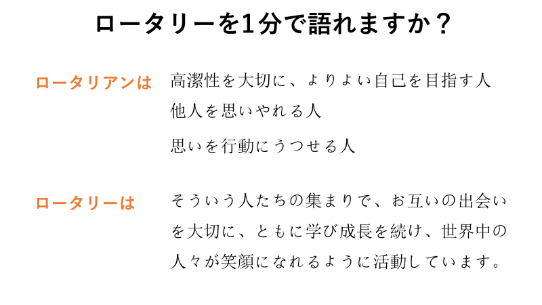 ロータリーを1分で語れますか？
ロータリアンは 高潔性を大切に、よりよい自己を目指す人
他人を思いやれる人
思いを行動にうつせる人
ロータリーは そういう人たちの集まりで、お互いの出会い
を大切に、ともに学び成長を続け、世界中の
人々が笑顔になれるように活動しています。